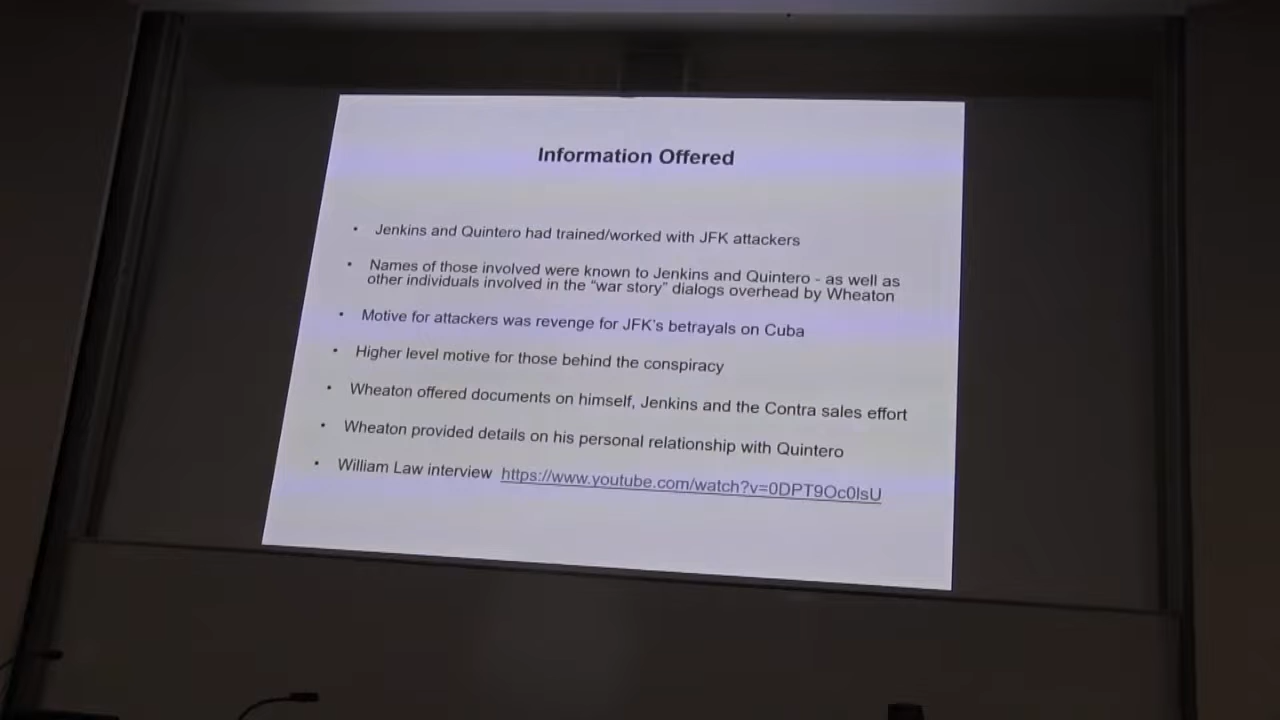 Information Offered
• Jenkins and Quintero had trained/worked with JFK attackers
• Names of those involved were known to Jenkins and Quintero - as well as
other individuals involved in the “war story” dialogs overhead by Wheaton
• Motive for attackers was revenge for JFK's betrayals on Cuba
• Higher level motive for those behind the conspiracy
• Wheaton offered documents on himself, Jenkins and the Contra sales effort
• Wheaton provided details on his personal relationship with Quintero
• William Law interview https://www.youtube.com/watch?v=0DPT9Oc0IsU